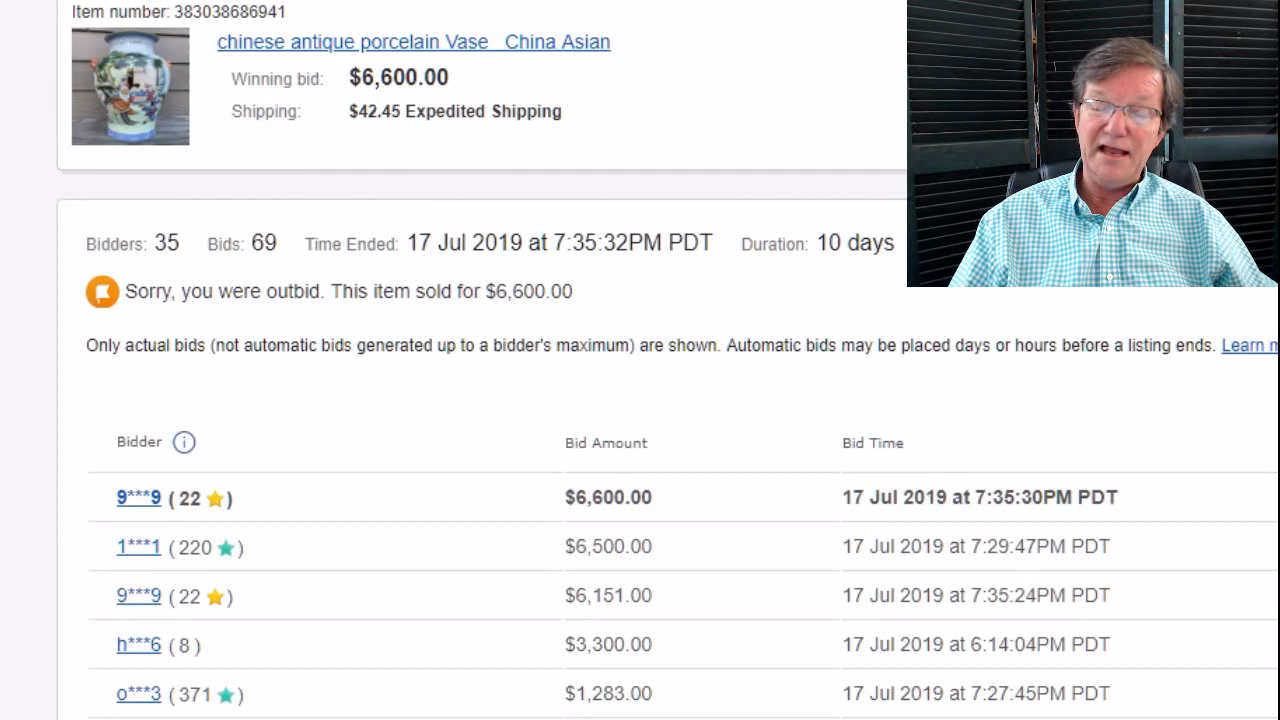 Item number: 383038686941
chinese antique porcelain Vase China Asian
Winning bid: $6,600.00
Shipping: $42.45 Expedited Shipping
Bidders: 35 Bids: 69 Time Ended: 17 Jul 2019 at 7:35:32PM PDT Duration: 10 days
Sorry, you were outbid. This item sold for $6,600.00
Only actual bids (not automatic bids generated up to a bidder's maximum) are shown. Automatic bids may be placed days or hours before a listing ends. Learn
Bidder i Bid Amount Bid Time
9***9 ( 22 ) $6,600.00 17 Jul 2019 at 7:35:30PM PDT
1***1 ( 220 ) $6,500.00 17 Jul 2019 at 7:29:47PM PDT
9***9 ( 22 ) $6,151.00 17 Jul 2019 at 7:35:24PM PDT
h***6 ( 8 ) $3,300.00 17 Jul 2019 at 6:14:04PM PDT
o***3 ( 371 ) $1,283.00 17 Jul 2019 at 7:27:45PM PDT